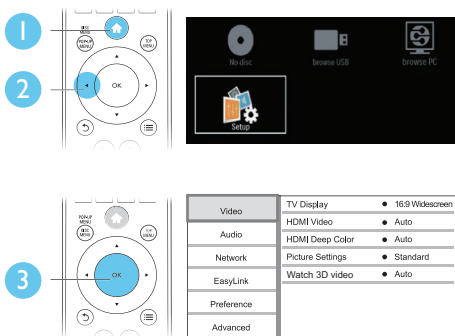 1
DISC
MENU
POP-UP
MENU
TOP
MENU
2
OK
No disc
browse USB
browse PC
Setup
POP-UP
MENU
DISC
MENU
TOP
MENU
3
OK
Video
Audio
Network
EasyLink
Preference
Advanced
TV Display
16:9 Widescreen
HDMI Video
Auto
HDMI Deep Color
Auto
Picture Settings
Standard
Watch 3D video
Auto